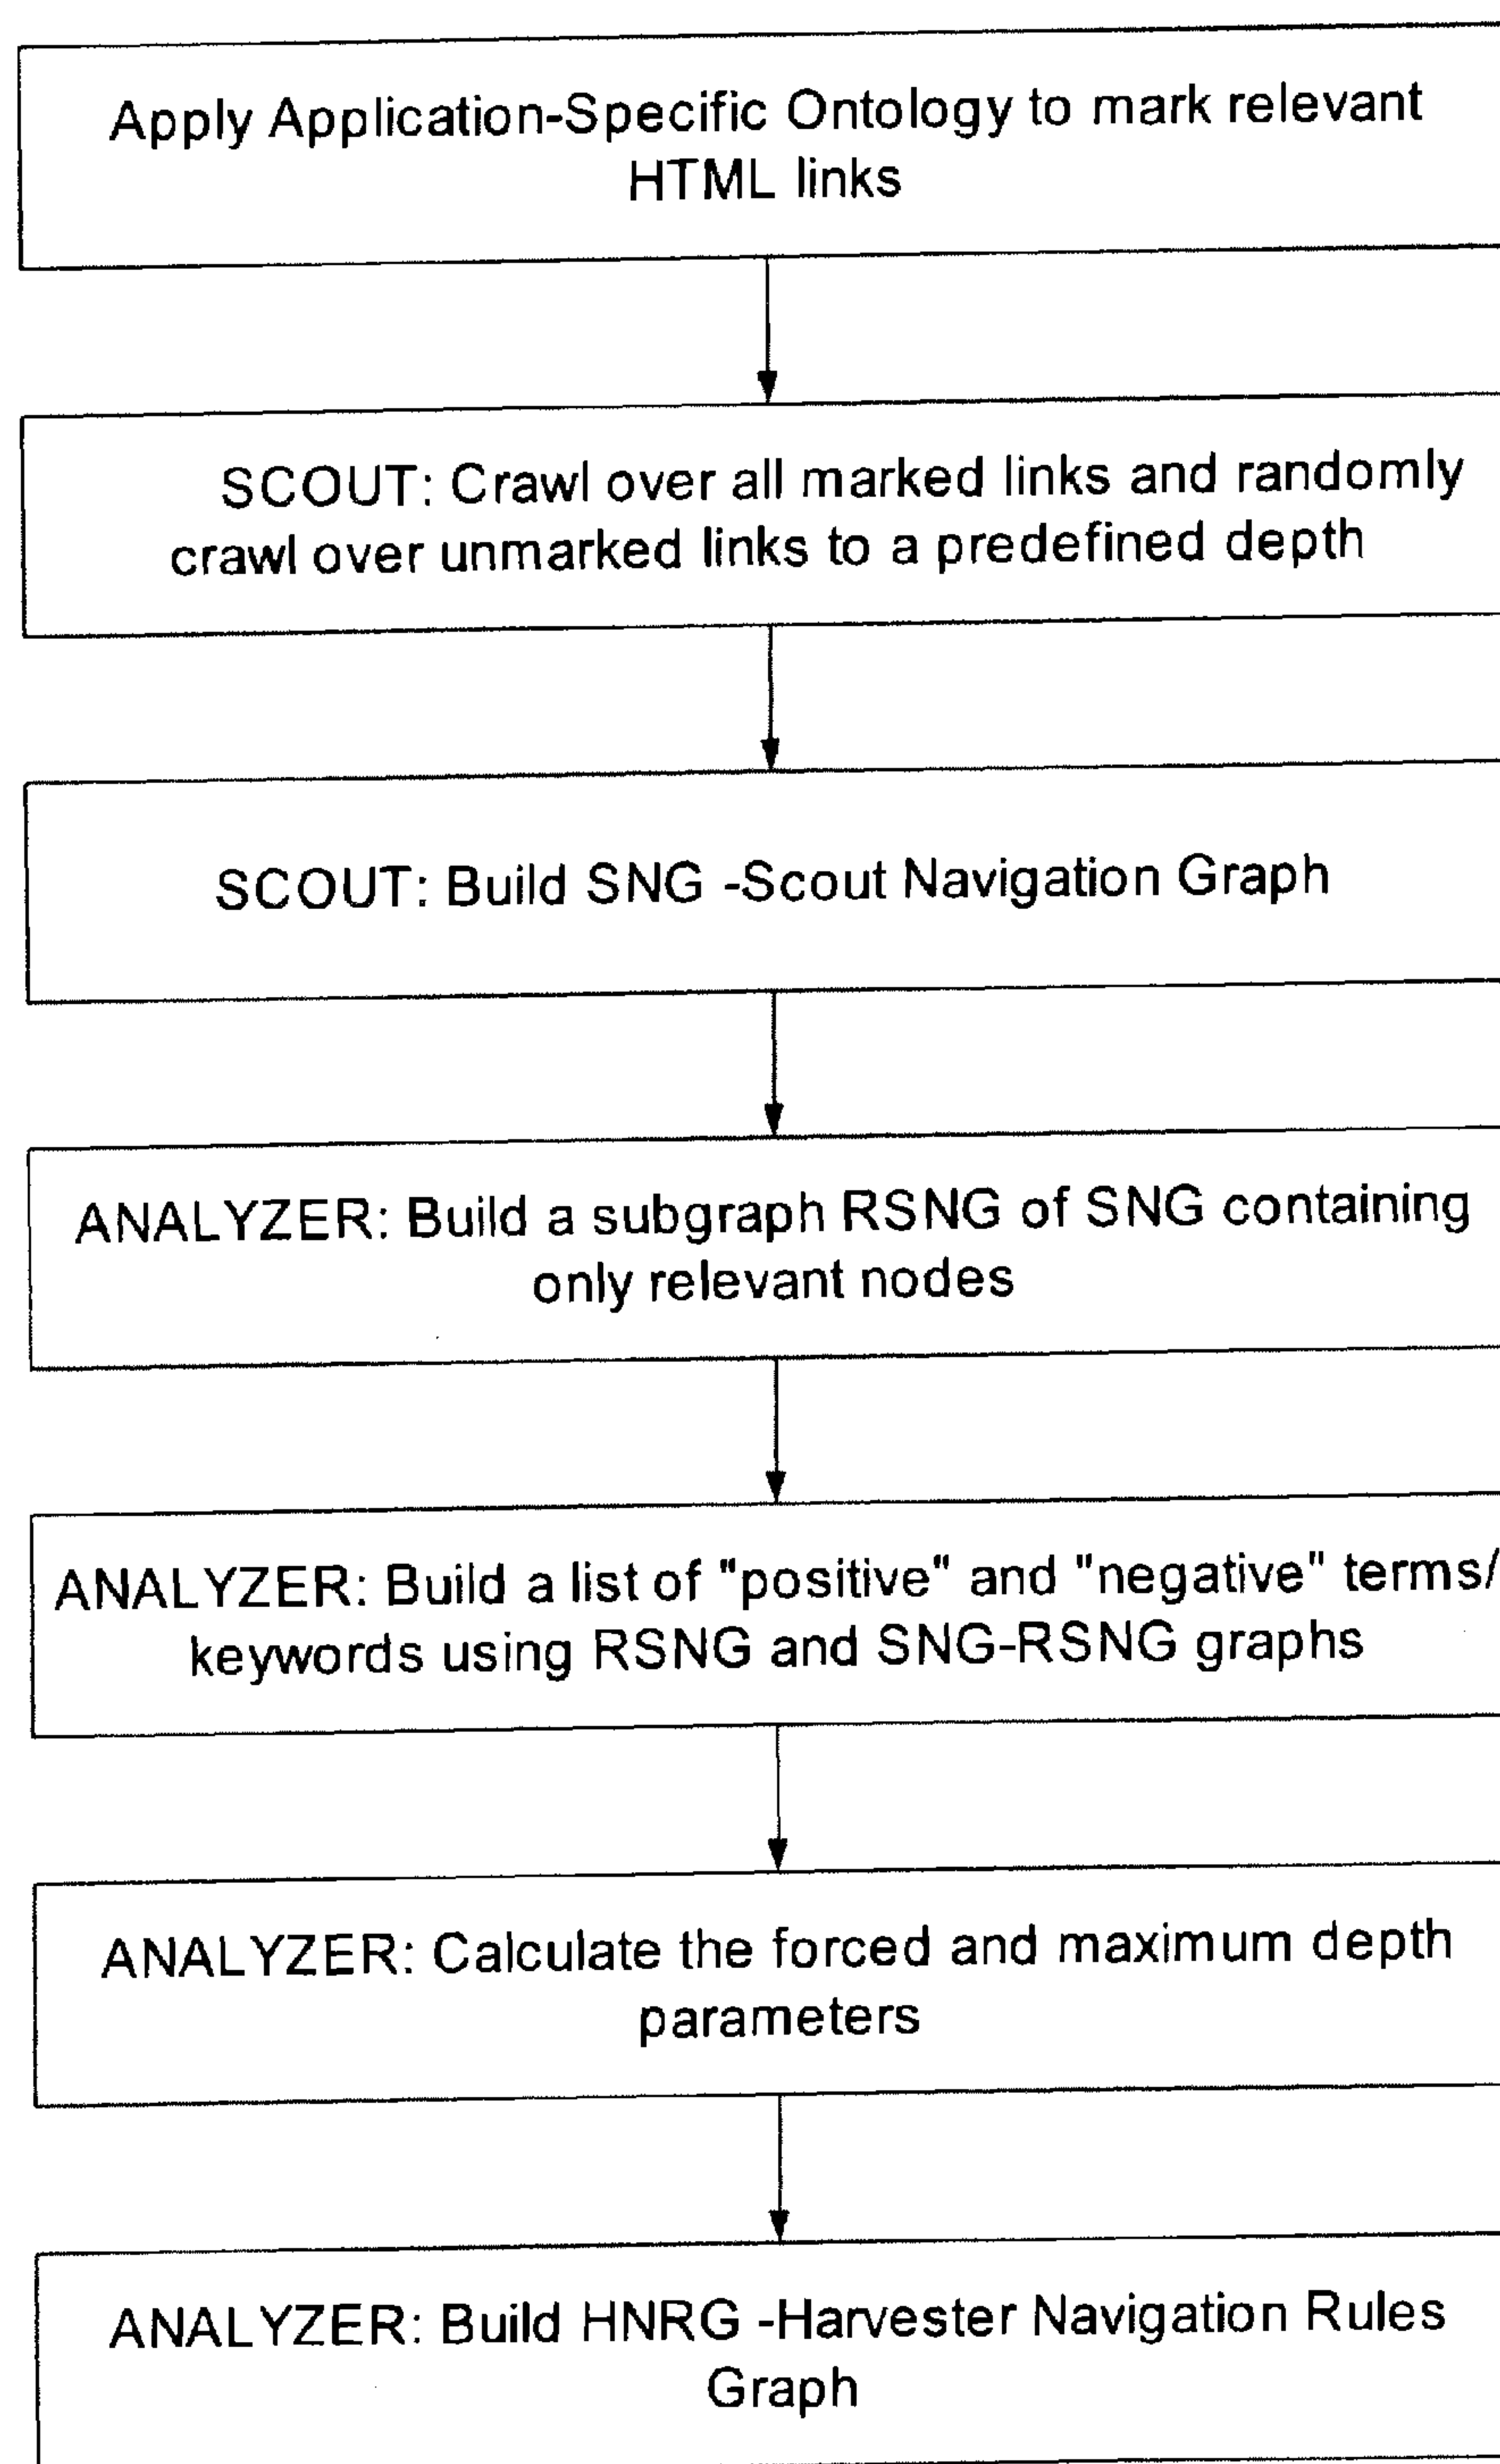 Apply Application-Specific Ontology to mark relevant
HTML links
SCOUT: Crawl over all marked links and randomly
crawl over unmarked links to a predefined depth
SCOUT: Build SNG -Scout Navigation Graph
ANALYZER: Build a subgraph RSNG of SNG containing
only relevant nodes
ANALYZER: Build a list of "positive" and "negative" terms/
keywords using RSNG and SNG-RSNG graphs
ANALYZER: Calculate the forced and maximum depth
parameters
ANALYZER: Build HNRG -Harvester Navigation Rules
Graph